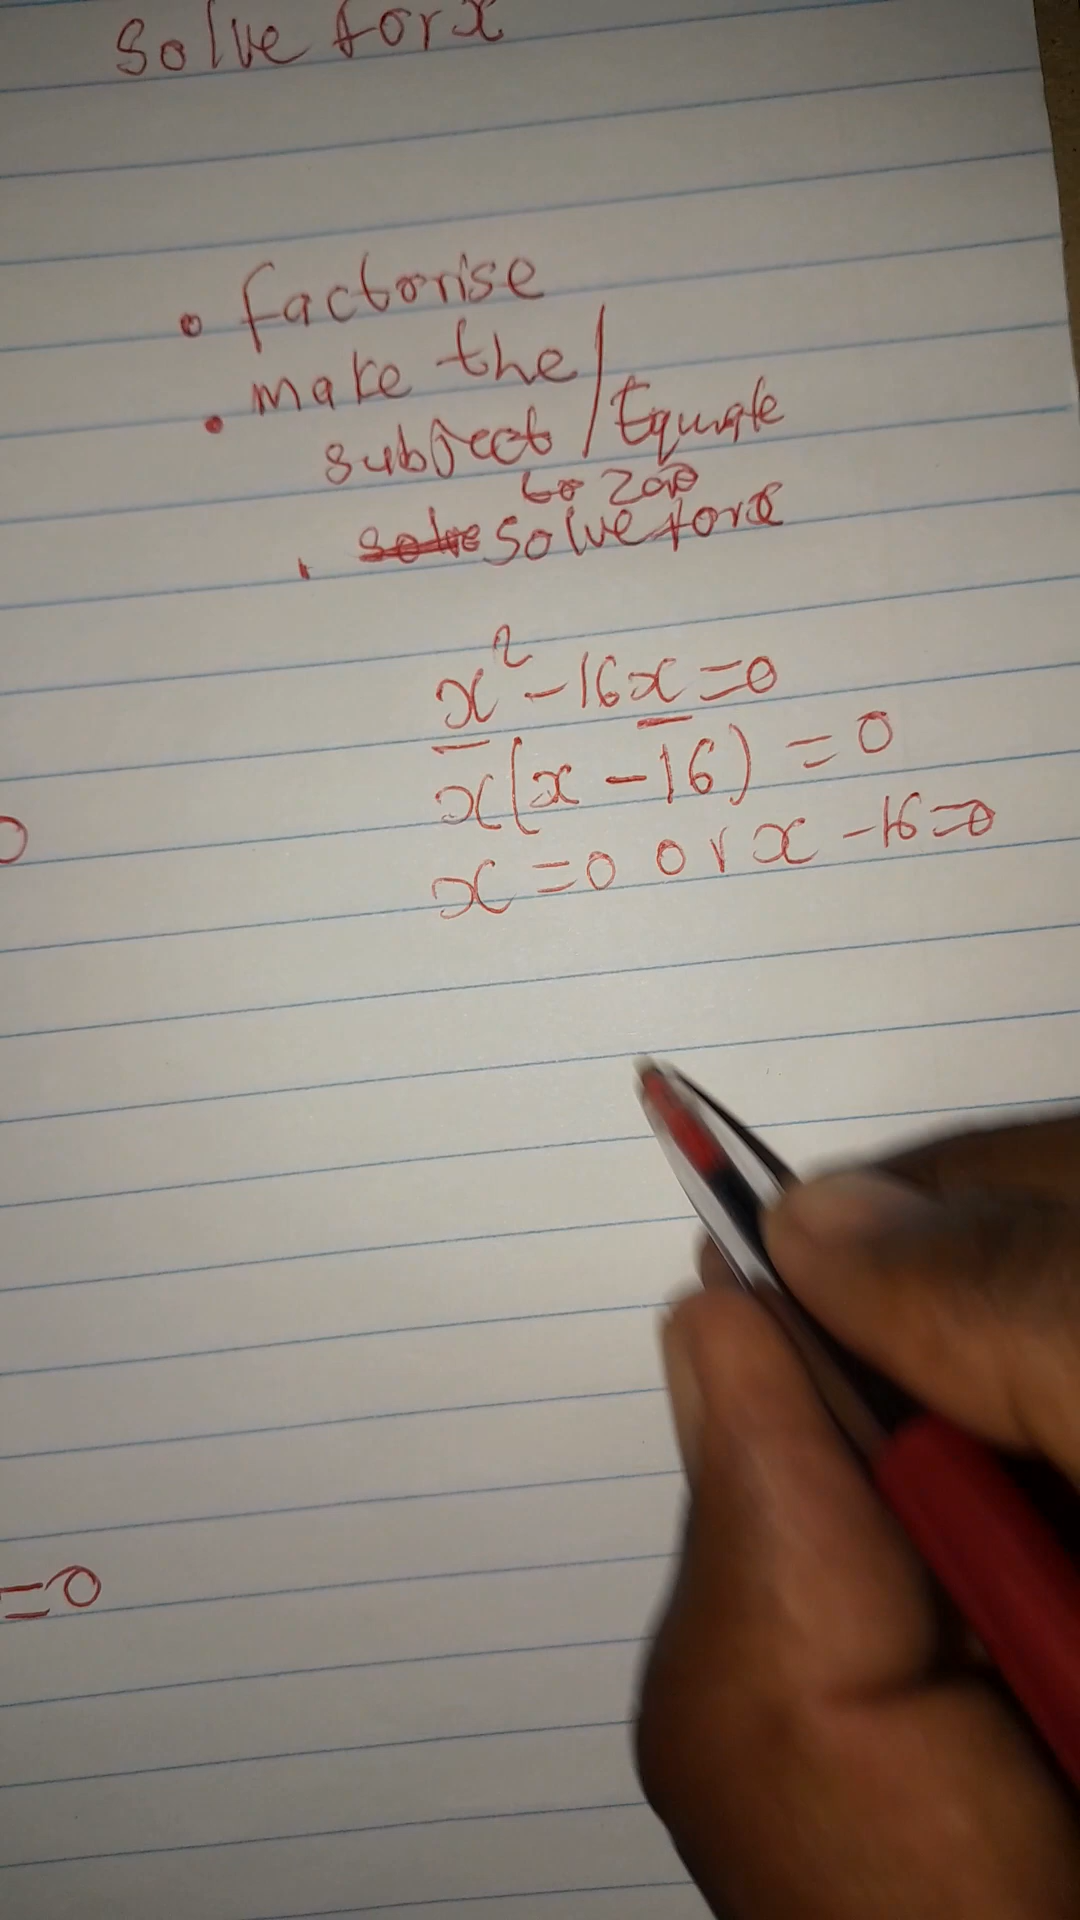 Solve for x
• factorise
• make the /
subject / Equate
to zero
. solve solve for x
x² - 16x = 0
x(x - 16) = 0
x = 0 or x - 16 = 0
= 0